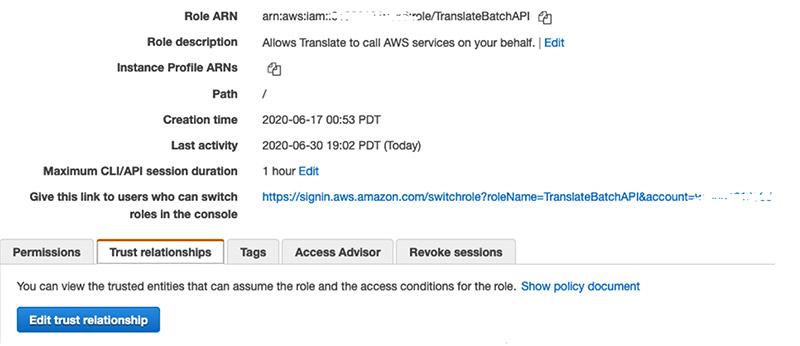 Role ARN arn:aws:iam:: role/TranslateBatchAPI
Role description Allows Translate to call AWS services on your behalf. | Edit
Instance Profile ARNs
Path /
Creation time 2020-06-17 00:53 PDT
Last activity 2020-06-30 19:02 PDT (Today)
Maximum CLI/API session duration 1 hour Edit
Give this link to users who can switch https://signin.aws.amazon.com/switchrole?roleName=TranslateBatchAPI&account=
roles in the console
Permissions Trust relationships Tags Access Advisor Revoke sessions
You can view the trusted entities that can assume the role and the access conditions for the role. Show policy document
Edit trust relationship